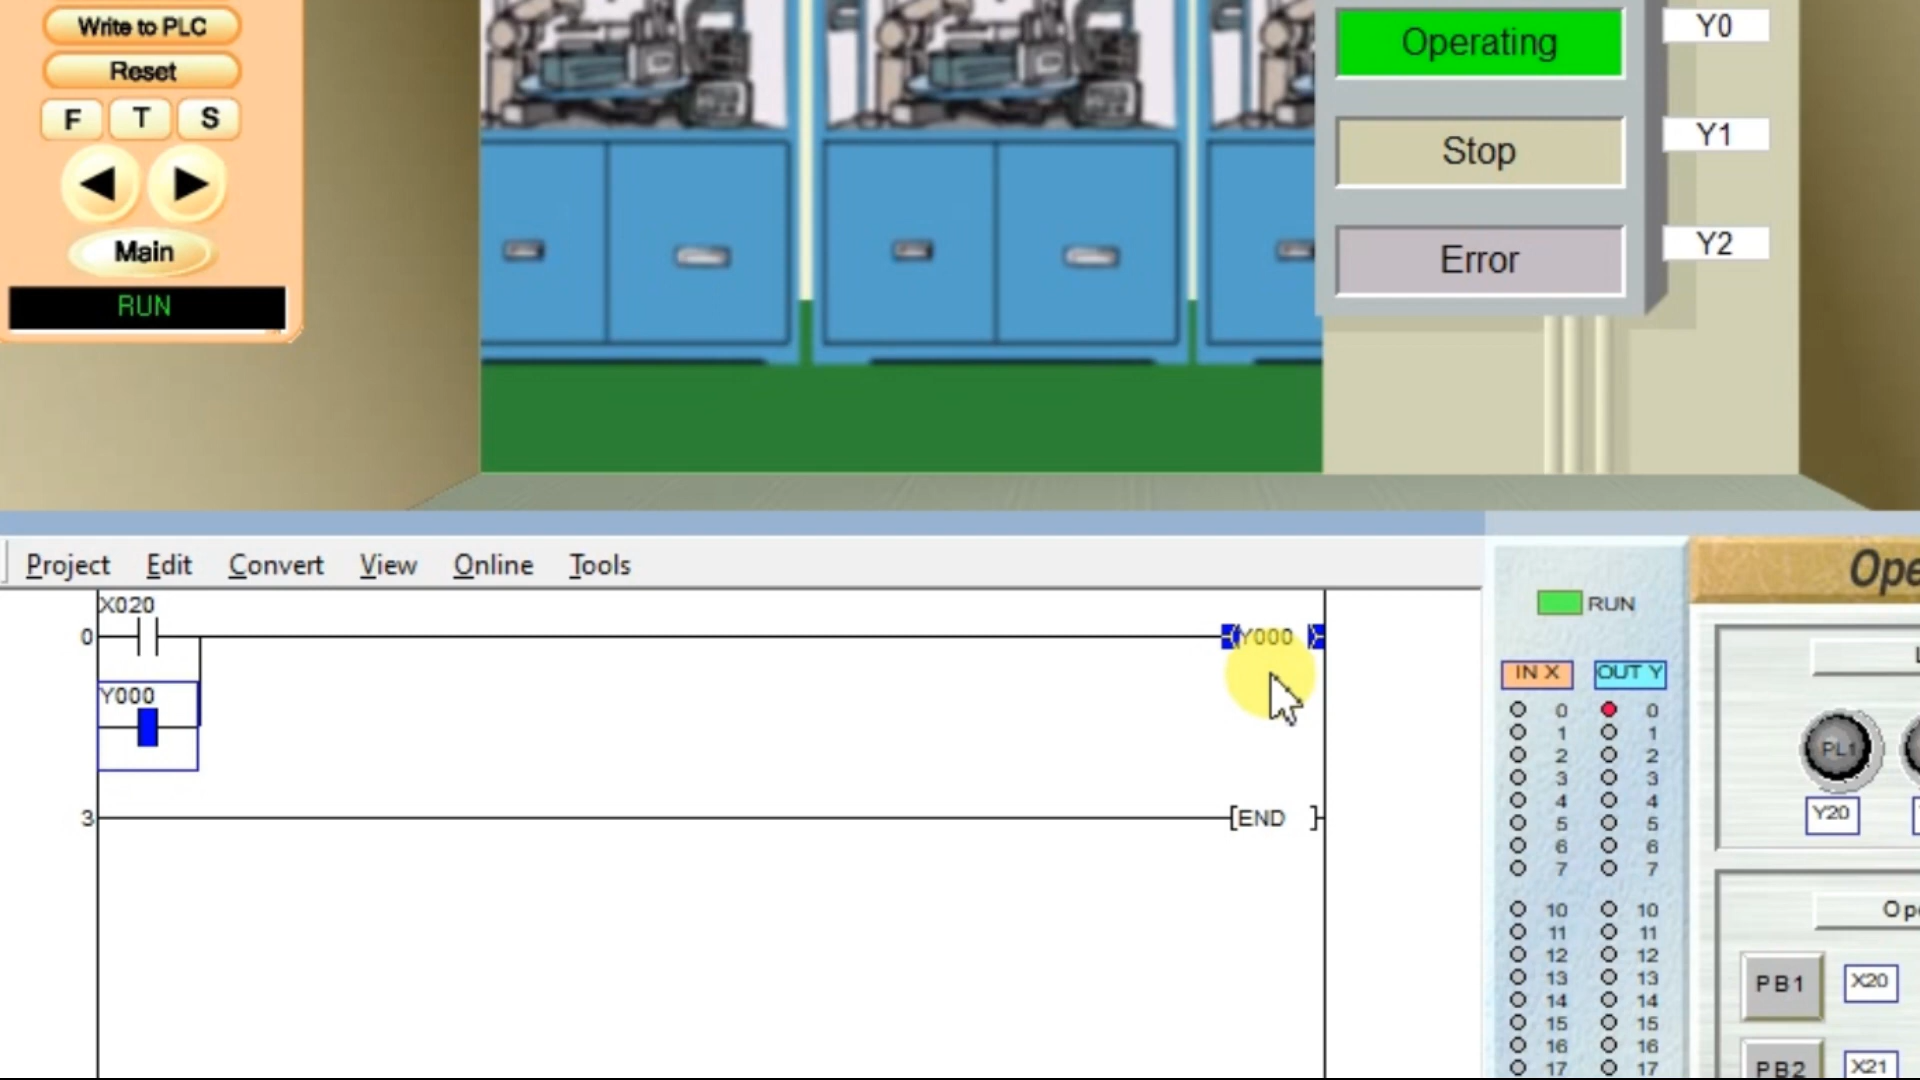 Write to PLC
Reset
F T S
Main
RUN
Operating Y0
Stop Y1
Error Y2
Project Edit Convert View Online Tools
X020
0 Y000
Y000
3 [END ]
RUN
IN X OUT Y
0 0
1 1
2 2
3 3
4 4
5 5
6 6
7 7
10 10
11 11
12 12
13 13
14 14
15 15
16 16
17 17
Ope
L
PL1
Y20
Ope
PB1 X20
PB2 X21